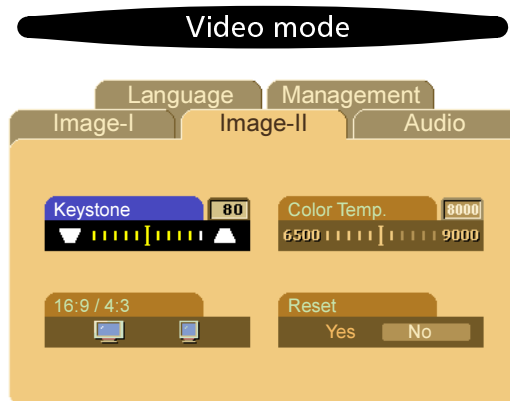 Video mode
Language Management
Image-I Image-II Audio
Keystone 80
Color Temp. 8000
6500 9000
16:9 / 4:3
Reset
Yes No